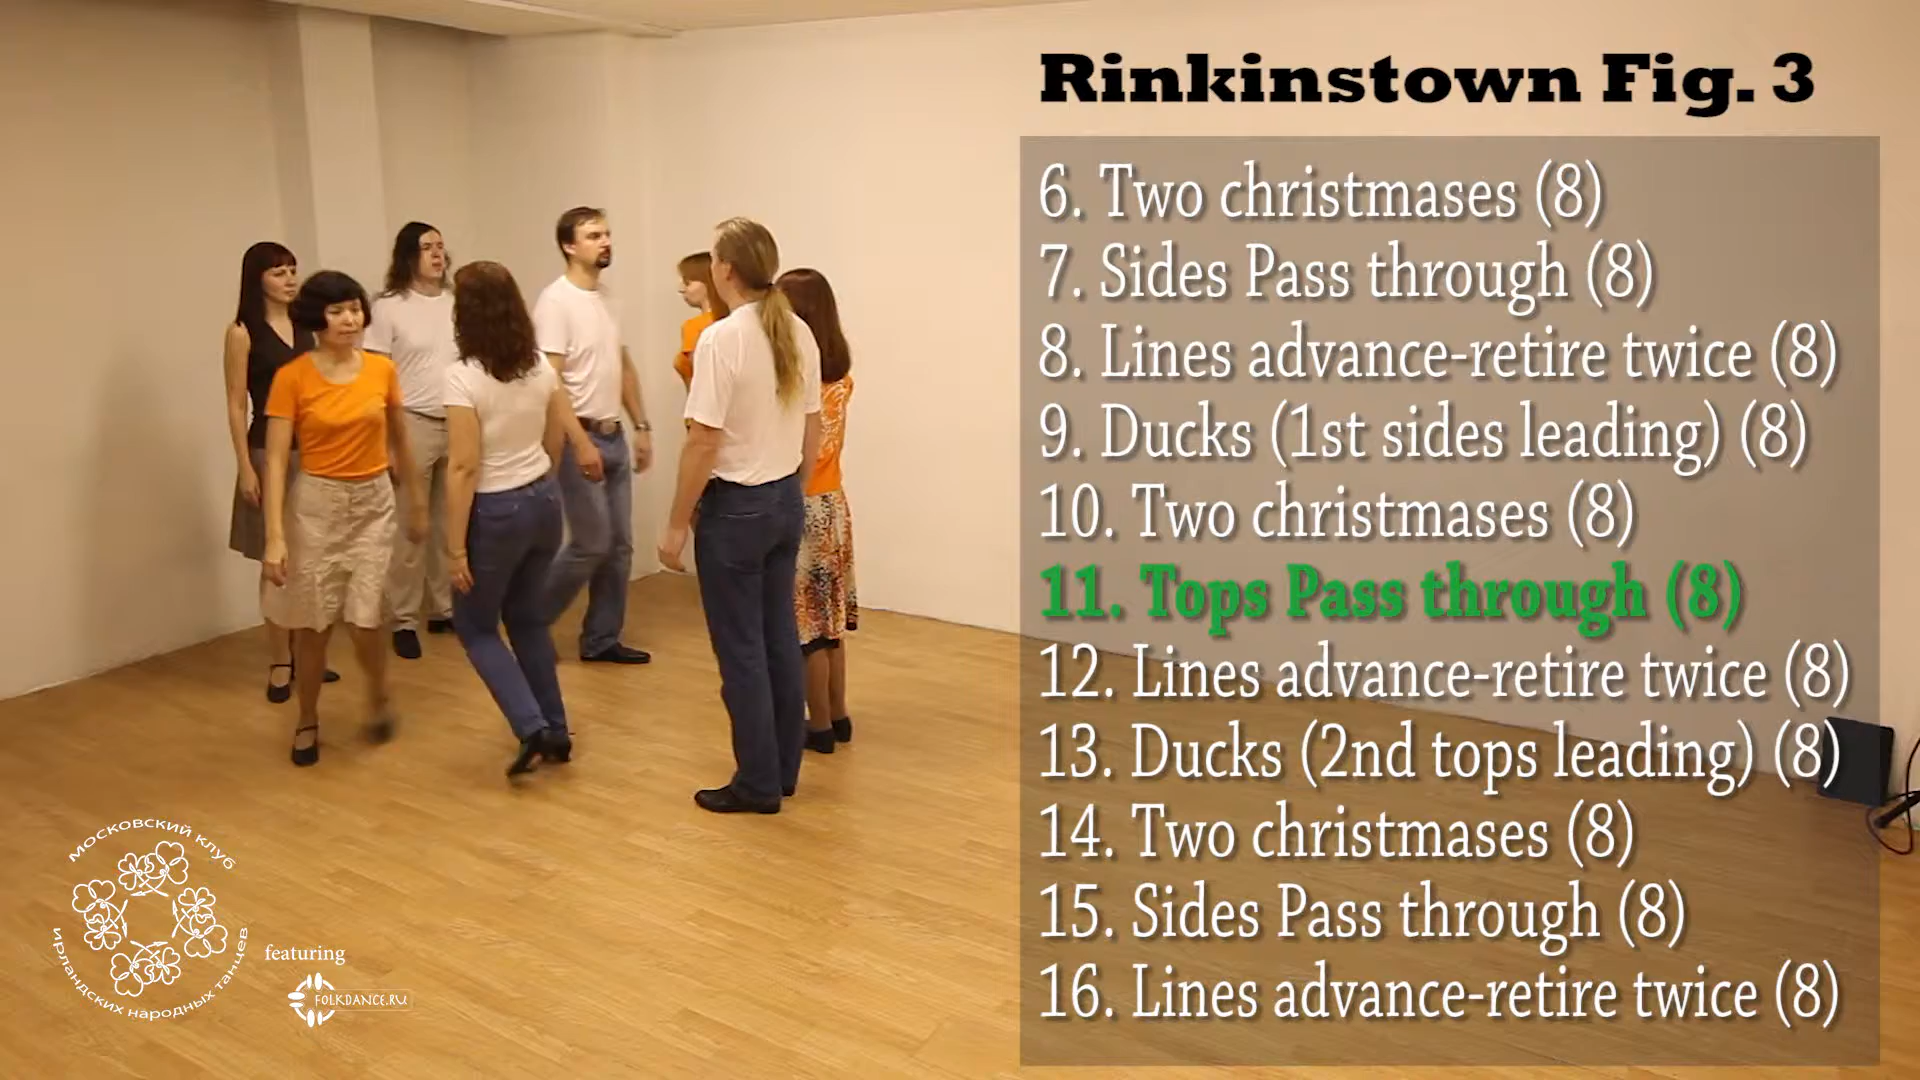 Rinkinstown Fig. 3
6. Two christmases (8)
7. Sides Pass through (8)
8. Lines advance-retire twice (8)
9. Ducks (1st sides leading) (8)
10. Two christmases (8)
11. Tops Pass through (8)
12. Lines advance-retire twice (8)
13. Ducks (2nd tops leading) (8)
14. Two christmases (8)
15. Sides Pass through (8)
16. Lines advance-retire twice (8)
московский клуб
ирландских народных танцев
featuring
FOLKDANCE.RU